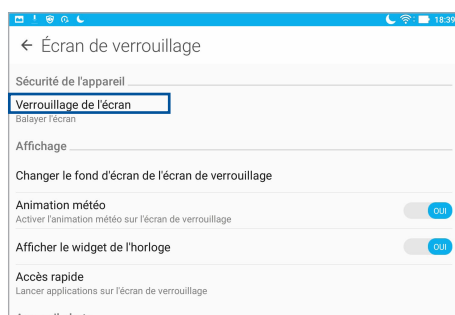 18:39
Écran de verrouillage
Sécurité de l'appareil
Verrouillage de l'écran
Balayer l'écran
Affichage
Changer le fond d'écran de l'écran de verrouillage
Animation météo
Activer l'animation météo sur l'écran de verrouillage
OUI
Afficher le widget de l'horloge
OUI
Accès rapide
Lancer applications sur l'écran de verrouillage